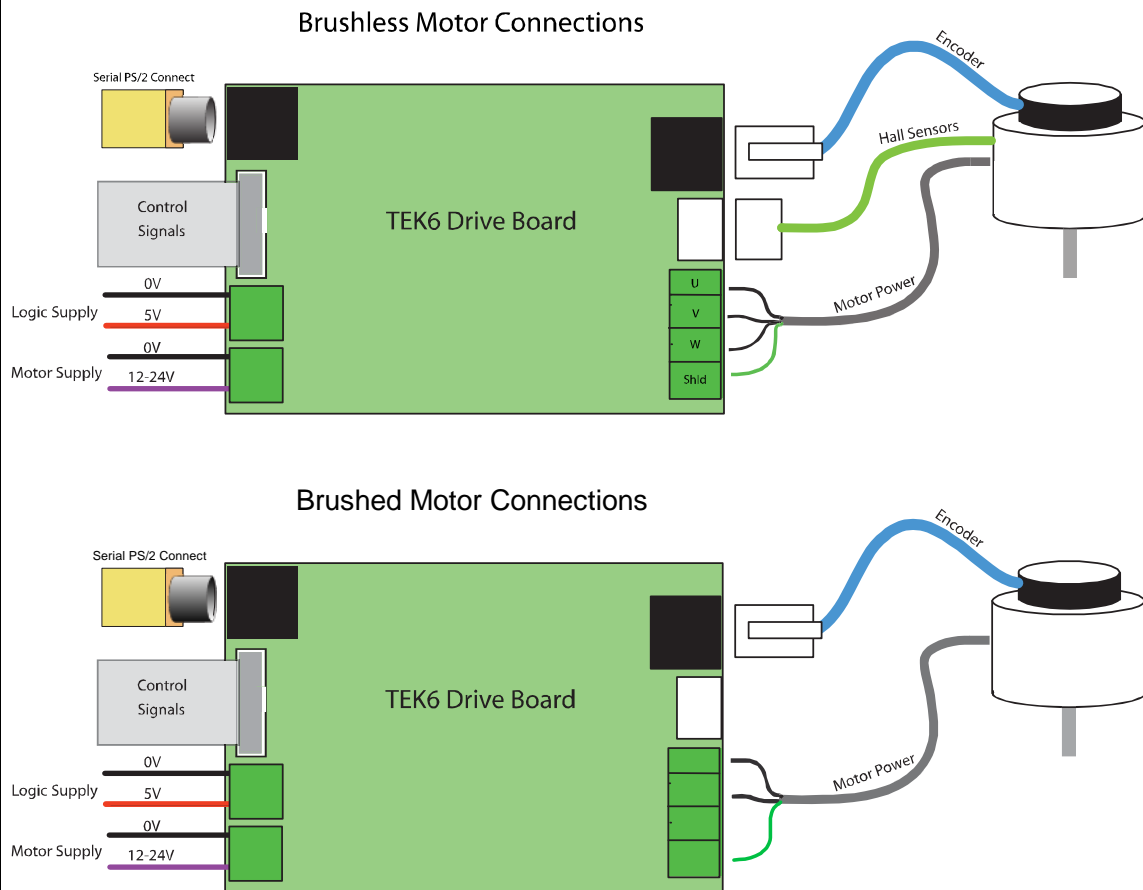 Brushless Motor Connections
Serial PS/2 Connect
Encoder
Hall Sensors
Control
Signals
TEK6 Drive Board
0V
Logic Supply
5V
0V
Motor Supply
12-24V
U
V
W
Shld
Motor Power
Brushed Motor Connections
Serial PS/2 Connect
Encoder
Control
Signals
TEK6 Drive Board
0V
Logic Supply
5V
0V
Motor Supply
12-24V
Motor Power